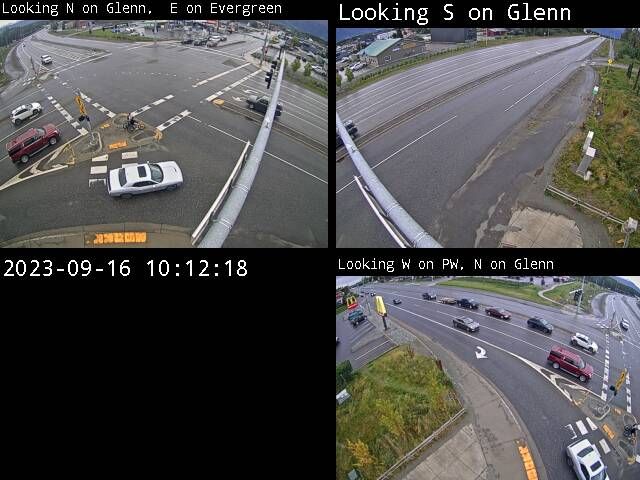 Looking N on Glenn, E on Evergreen
Looking S on Glenn
2023-09-16 10:12:18
Looking W on PW, N on Glenn